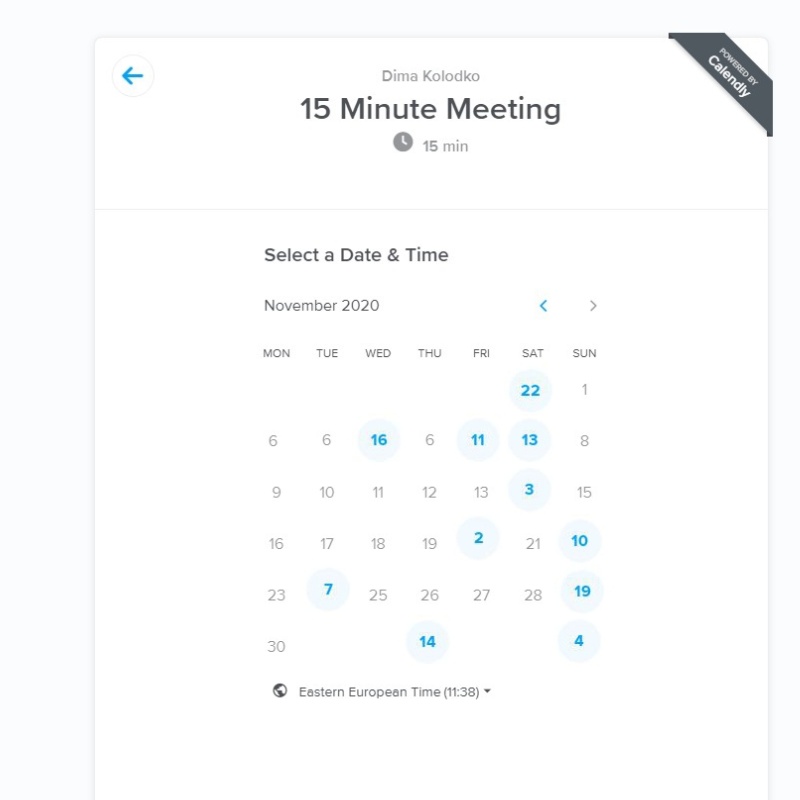 POWERED BY
Calendly
Dima Kolodko
15 Minute Meeting
15 min
Select a Date & Time
November 2020
MON TUE WED THU FRI SAT SUN
22 1
6 6 16 6 11 13 8
9 10 11 12 13 3 15
16 17 18 19 2 21 10
23 7 25 26 27 28 19
30 14 4
Eastern European Time (11:38)